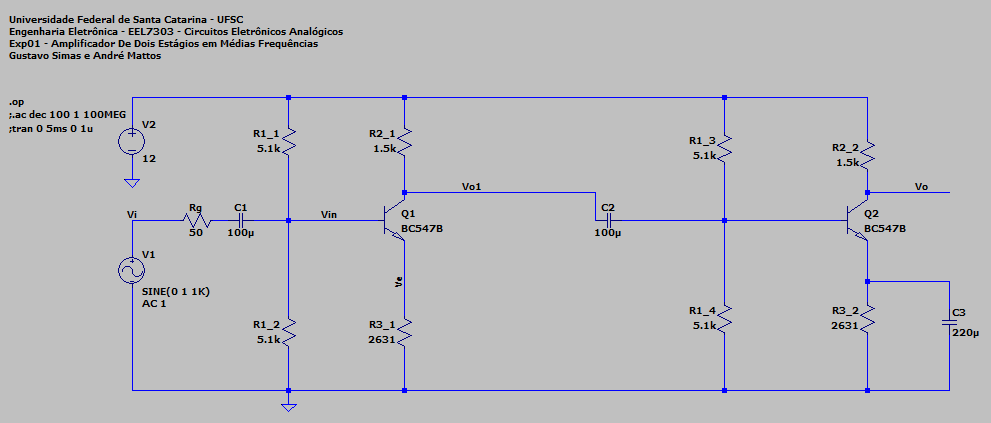 Universidade Federal de Santa Catarina - UFSC
Engenharia Eletrônica - EEL7303 - Circuitos Eletrônicos Analógicos
Exp01 - Amplificador De Dois Estágios em Médias Frequências
Gustavo Simas e André Mattos
.op
;.ac dec 100 1 100MEG
;tran 0 5ms 0 1u
V2
12
R1_1
5.1k
R2_1
1.5k
R1_3
5.1k
R2_2
1.5k
Vi
Rg
50
C1
100µ
Vin
Vo1
Q1
BC547B
C2
100µ
Q2
BC547B
Vo
V1
SINE(0 1 1K)
AC 1
Ve
R1_2
5.1k
R3_1
2631
R1_4
5.1k
R3_2
2631
C3
220µ